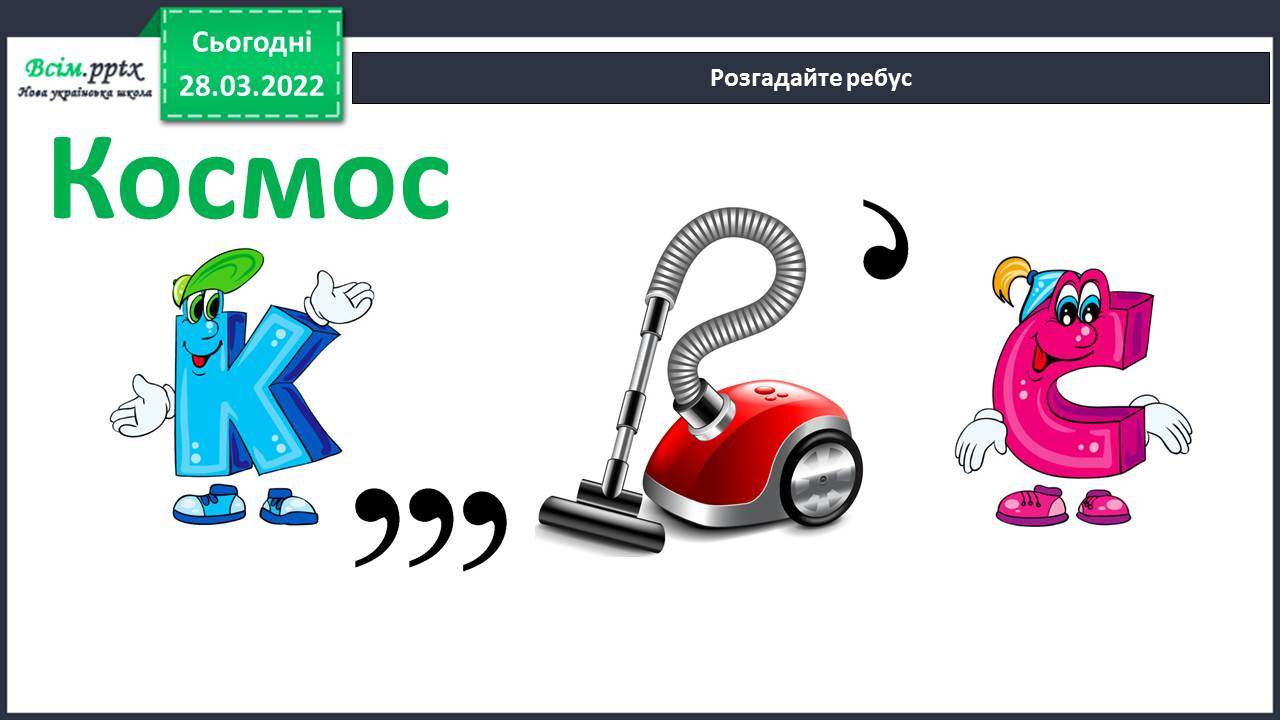 Всім.pptx
Нова українська школа
Сьогодні
28.03.2022
Розгадайте ребус
Космос
К
,,,
,
С